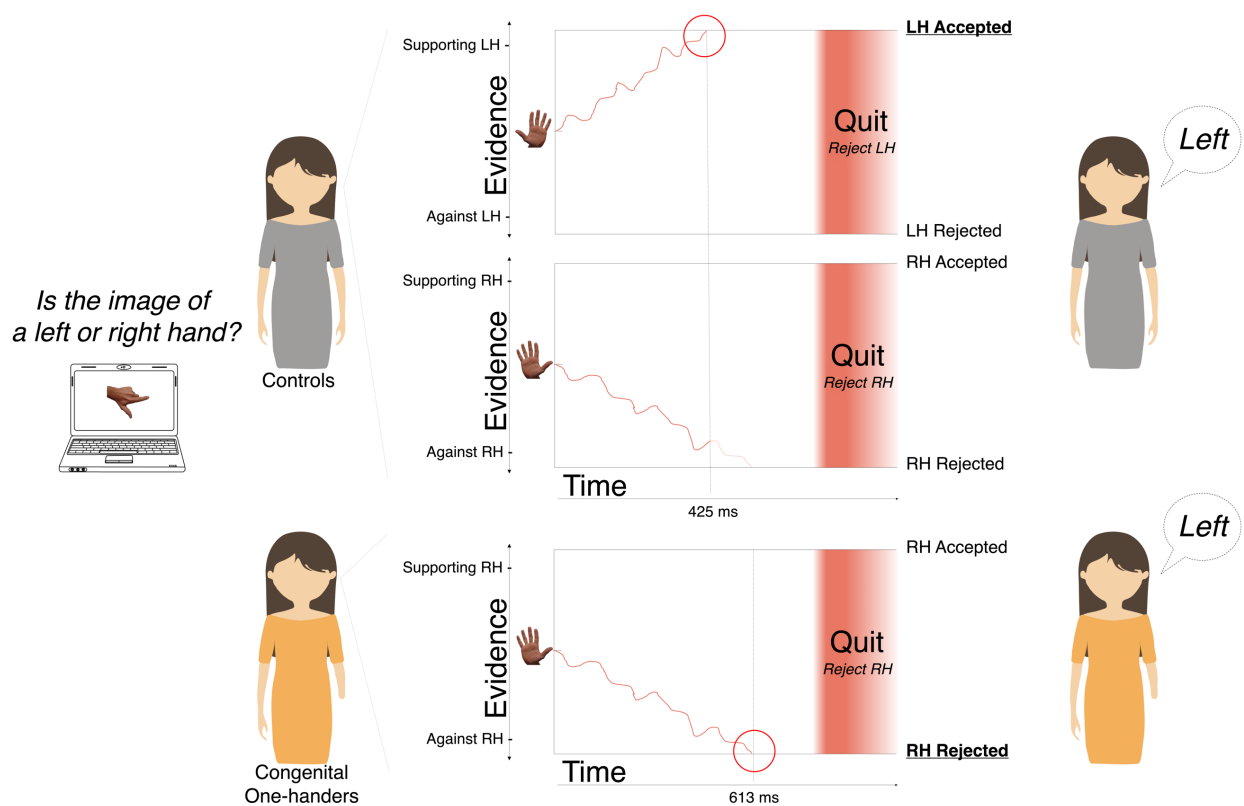 Is the image of
a left or right hand?
Controls
Supporting LH
Evidence
Against LH
Quit
Reject LH
LH Accepted
LH Rejected
Supporting RH
Evidence
Against RH
Quit
Reject RH
RH Accepted
RH Rejected
Time
425 ms
Left
Congenital
One-handers
Supporting RH
Evidence
Against RH
Quit
Reject RH
RH Accepted
RH Rejected
Time
613 ms
Left